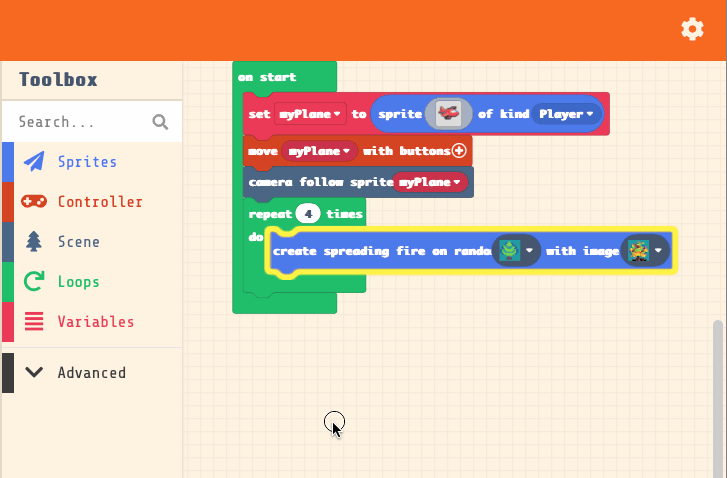 Toolbox
Search...
Sprites
Controller
Scene
Loops
Variables
Advanced
on start
set myPlane to sprite of kind Player
move myPlane with buttons
camera follow sprite myPlane
repeat 4 times
do
create spreading fire on rando with image